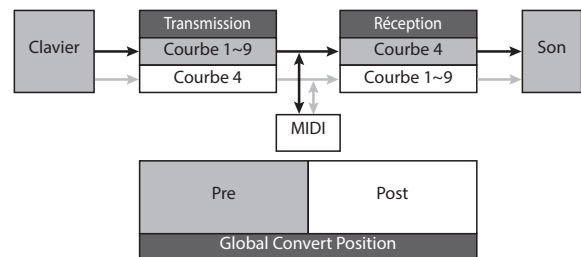 Transmission
Réception
Clavier
Courbe 1~9
Courbe 4
Son
Courbe 4
Courbe 1~9
MIDI
Pre
Post
Global Convert Position